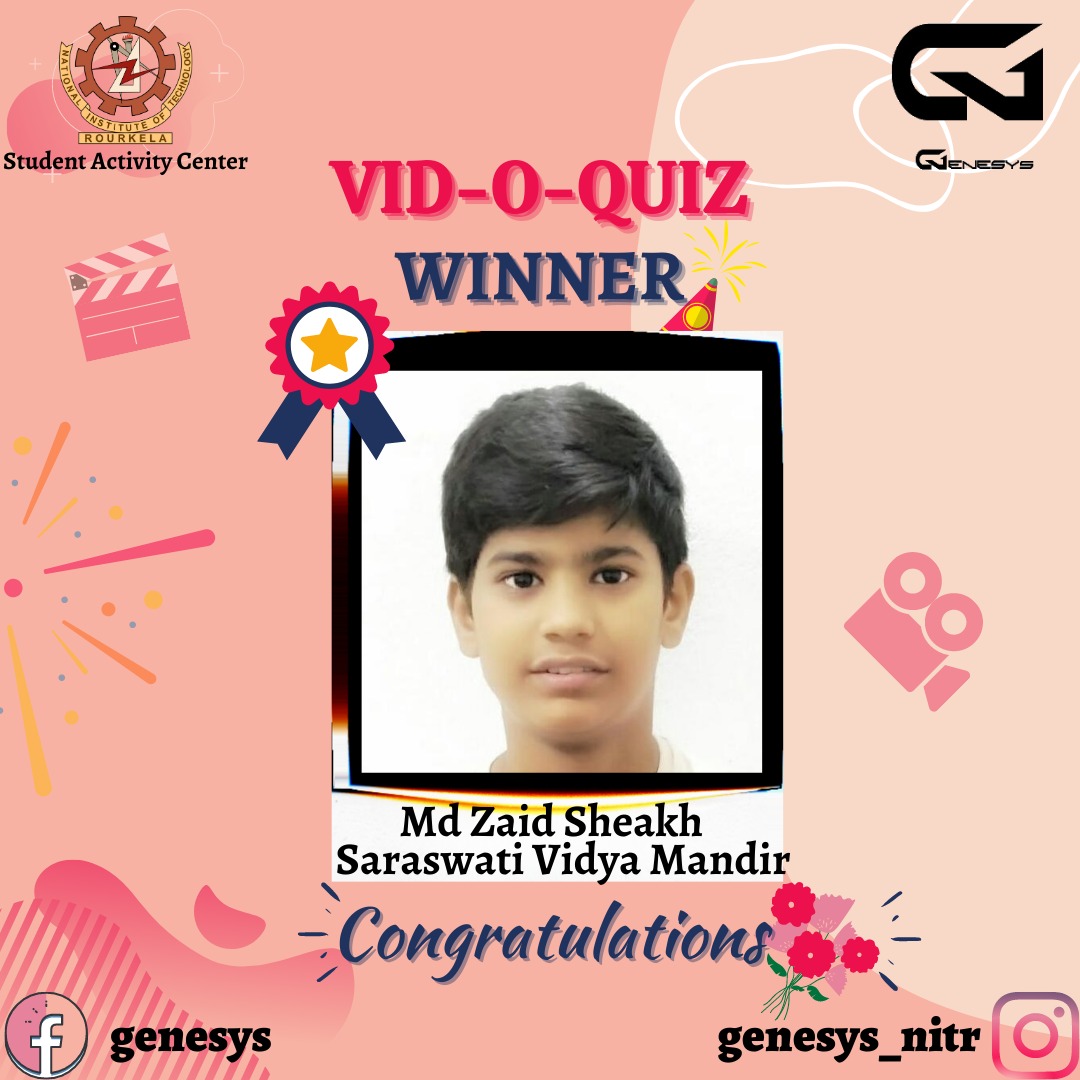 NATIONAL INSTITUTE OF TECHNOLOGY
ROURKELA
Student Activity Center
GENESYS
VID-O-QUIZ
WINNER
Md Zaid Sheakh
Saraswati Vidya Mandir
Congratulations
genesys
genesys_nitr